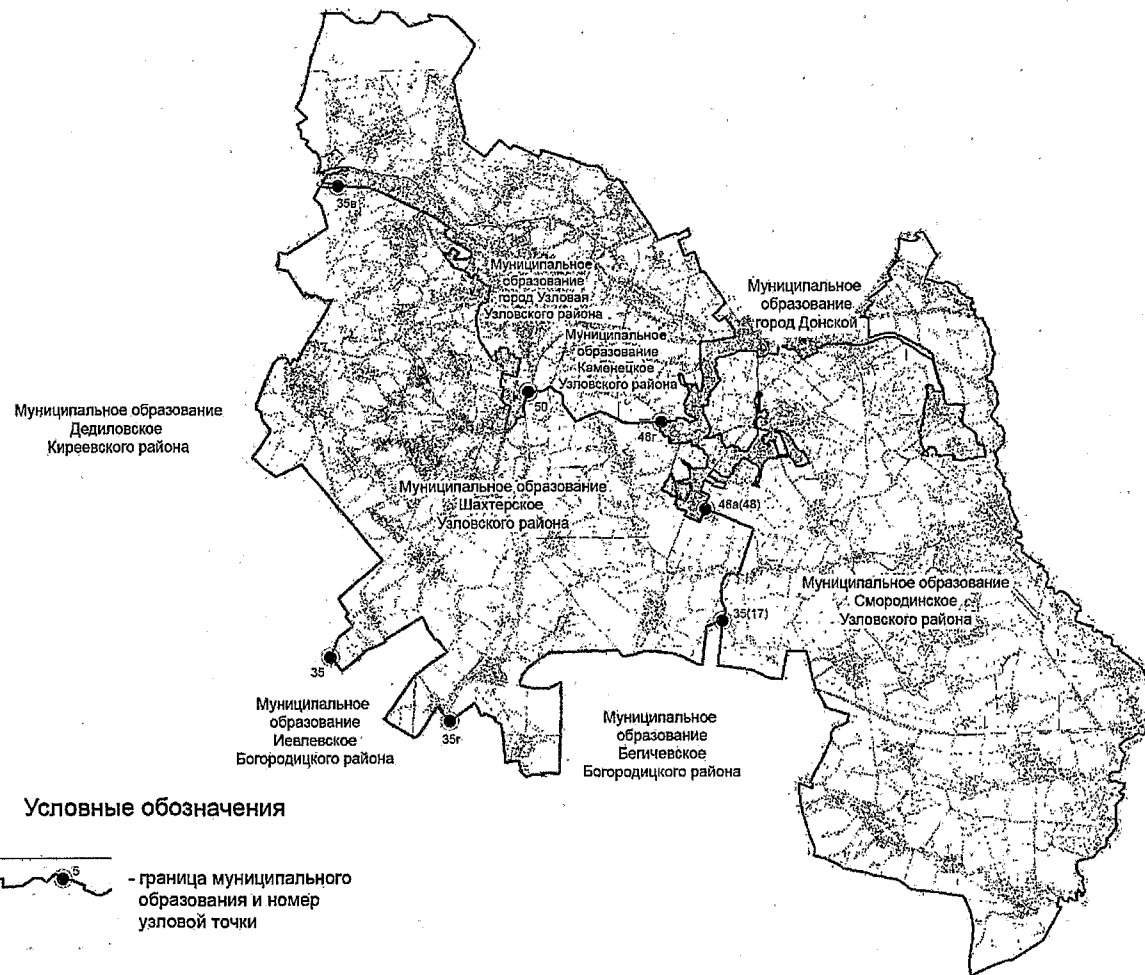 35в
Муниципальное
образование
город Узловая
Узловского района
Муниципальное
образование
город Донской
Муниципальное
образование
Каменецкое
Узловского района
50
Муниципальное образование
Дедиловское
Киреевского района
48г
Муниципальное образование
Шахтерское
Узловского района
48а(48)
Муниципальное образование
Смородинское
Узловского района
35(17)
35
35г
Муниципальное
образование
Иевлевское
Богородицкого района
Муниципальное
образование
Бегичевское
Богородицкого района
Условные обозначения
5
- граница муниципального
образования и номер
узловой точки